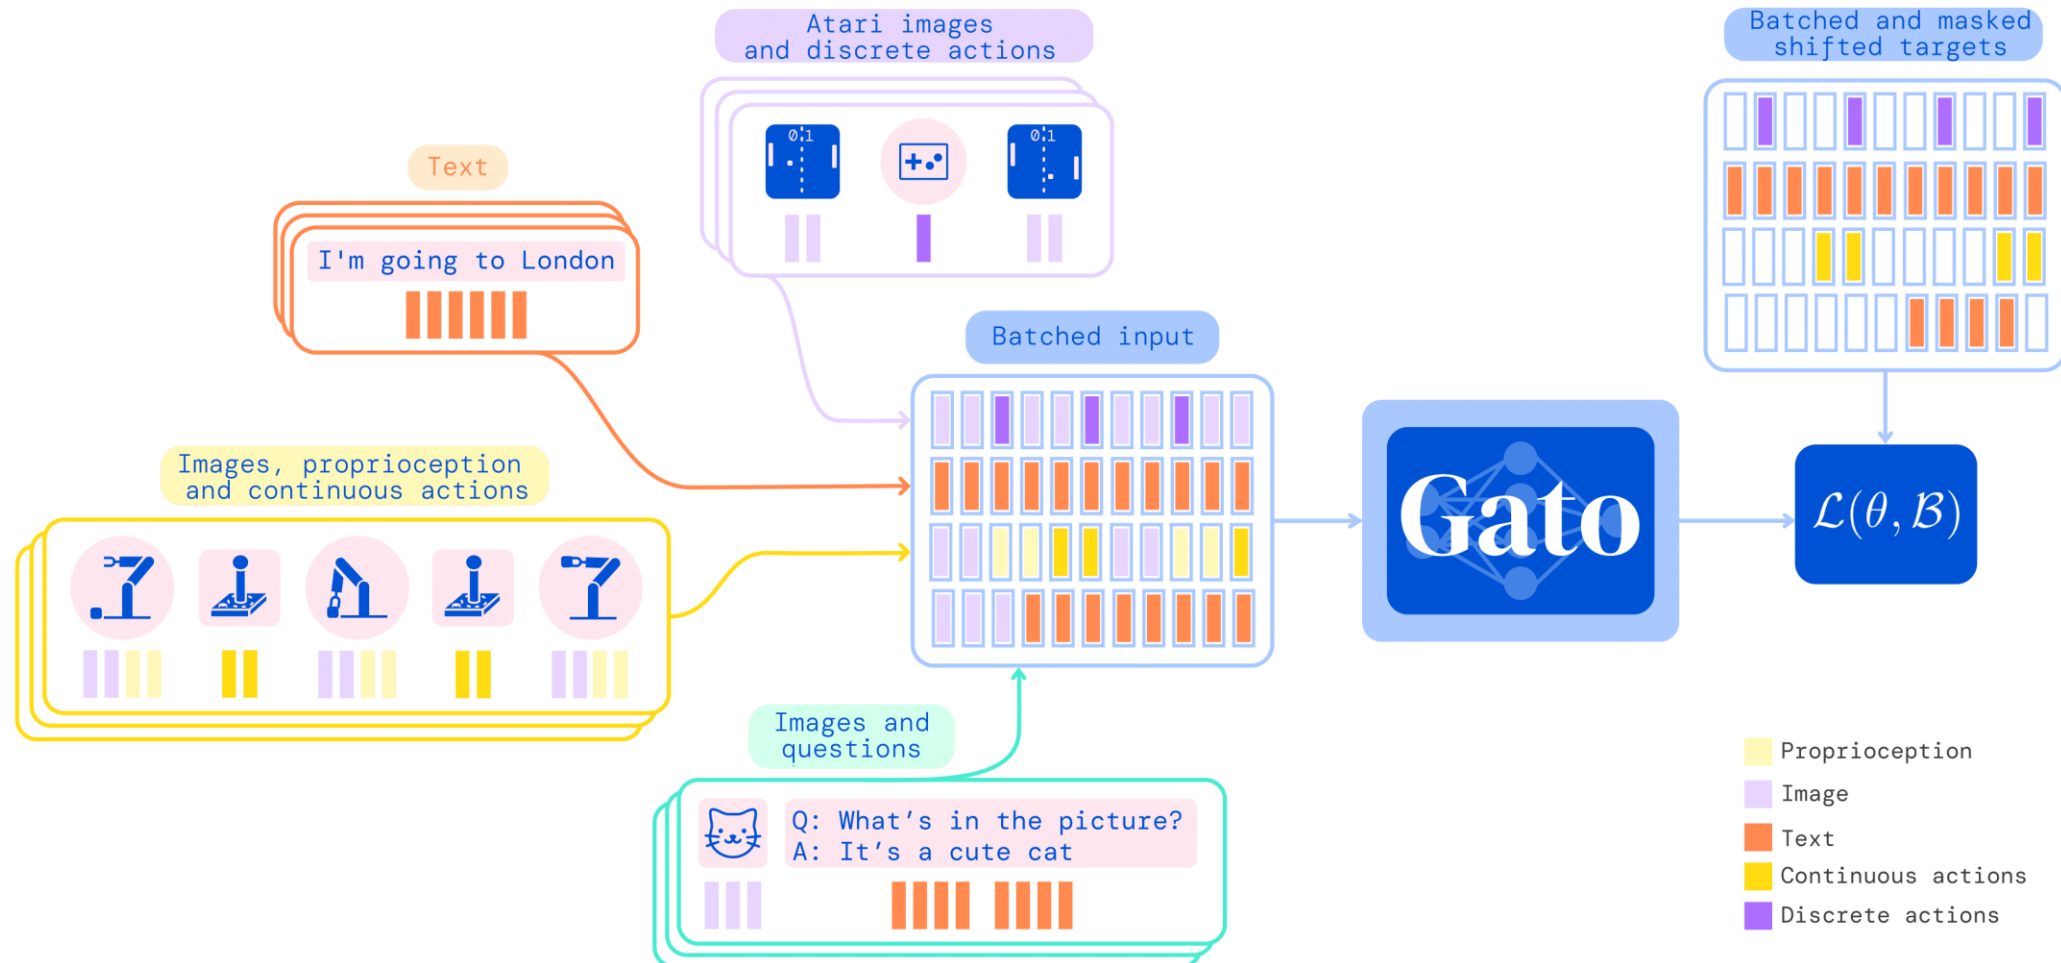 Atari images
and discrete actions
0 1
0 1
Batched and masked
shifted targets
Text
I'm going to London
Batched input
Images, proprioception
and continuous actions
Gato
ℒ(θ, ℬ)
Images and
questions
Q: What’s in the picture?
A: It’s a cute cat
Proprioception
Image
Text
Continuous actions
Discrete actions